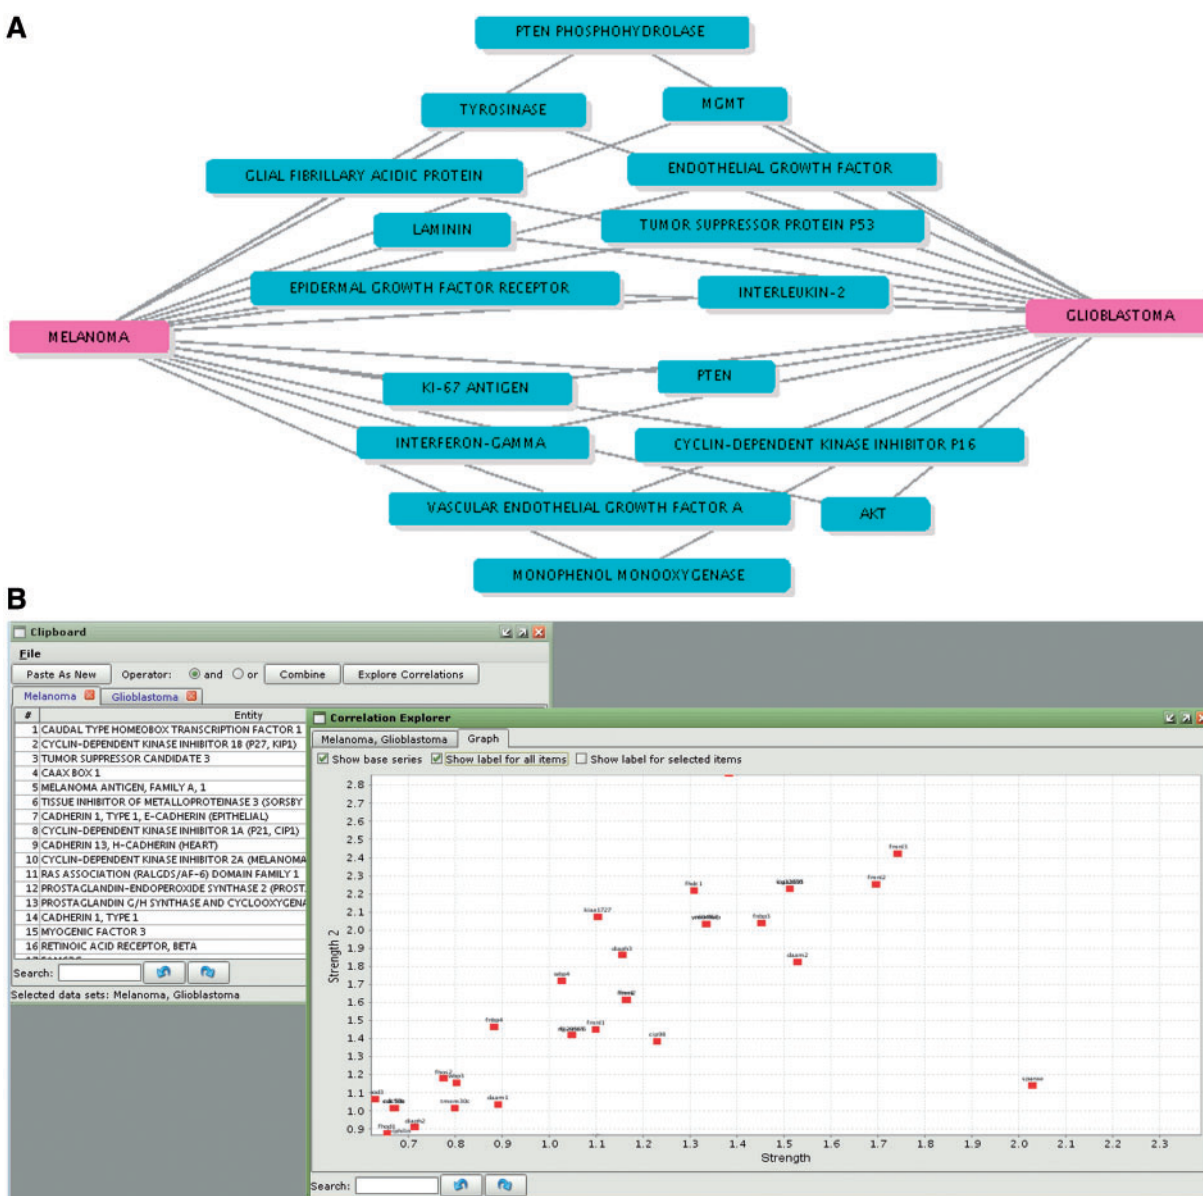 A
PTEN PHOSPHOHYDROLASE
TYROSINASE
MGMT
GLIAL FIBRILLARY ACIDIC PROTEIN
ENDOTHELIAL GROWTH FACTOR
LAMININ
TUMOR SUPPRESSOR PROTEIN P53
EPIDERMAL GROWTH FACTOR RECEPTOR
INTERLEUKIN-2
MELANOMA
GLIOBLASTOMA
KI-67 ANTIGEN
PTEN
INTERFERON-GAMMA
CYCLIN-DEPENDENT KINASE INHIBITOR P16
VASCULAR ENDOTHELIAL GROWTH FACTOR A
AKT
MONOPHENOL MONOOXYGENASE
B
Clipboard
File
Paste As New Operator: and or Combine Explore Correlations
Melanoma Glioblastoma
# Entity
1 CAUDAL TYPE HOMEOBOX TRANSCRIPTION FACTOR 1
2 CYCLIN-DEPENDENT KINASE INHIBITOR 1B (P27, KIP1)
3 TUMOR SUPPRESSOR CANDIDATE 3
4 CAAX BOX 1
5 MELANOMA ANTIGEN, FAMILY A, 1
6 TISSUE INHIBITOR OF METALLOPROTEINASE 3 (SORSBY
7 CADHERIN 1, TYPE 1, E-CADHERIN (EPITHELIAL)
8 CYCLIN-DEPENDENT KINASE INHIBITOR 1A (P21, CIP1)
9 CADHERIN 13, H-CADHERIN (HEART)
10 CYCLIN-DEPENDENT KINASE INHIBITOR 2A (MELANOMA
11 RAS ASSOCIATION (RALGDS/AF-6) DOMAIN FAMILY 1
12 PROSTAGLANDIN-ENDOPEROXIDE SYNTHASE 2 (PROST
13 PROSTAGLANDIN G/H SYNTHASE AND CYCLOOXYGENA
14 CADHERIN 1, TYPE 1
15 MYOGENIC FACTOR 3
16 RETINOIC ACID RECEPTOR, BETA
Search:
Selected data sets: Melanoma, Glioblastoma
Correlation Explorer
Melanoma, Glioblastoma Graph
Show base series Show label for all items Show label for selected items
Strength 2
2.8
2.7
2.6
2.5
2.4
2.3
2.2
2.1
2.0
1.9
1.8
1.7
1.6
1.5
1.4
1.3
1.2
1.1
1.0
0.9
fmnl3
fmn2
kiaa1727
diaph3
daam2
fmnl1
daam1
diaph2
0.7 0.8 0.9 1.0 1.1 1.2 1.3 1.4 1.5 1.6 1.7 1.8 1.9 2.0 2.1 2.2 2.3
Strength
Search: